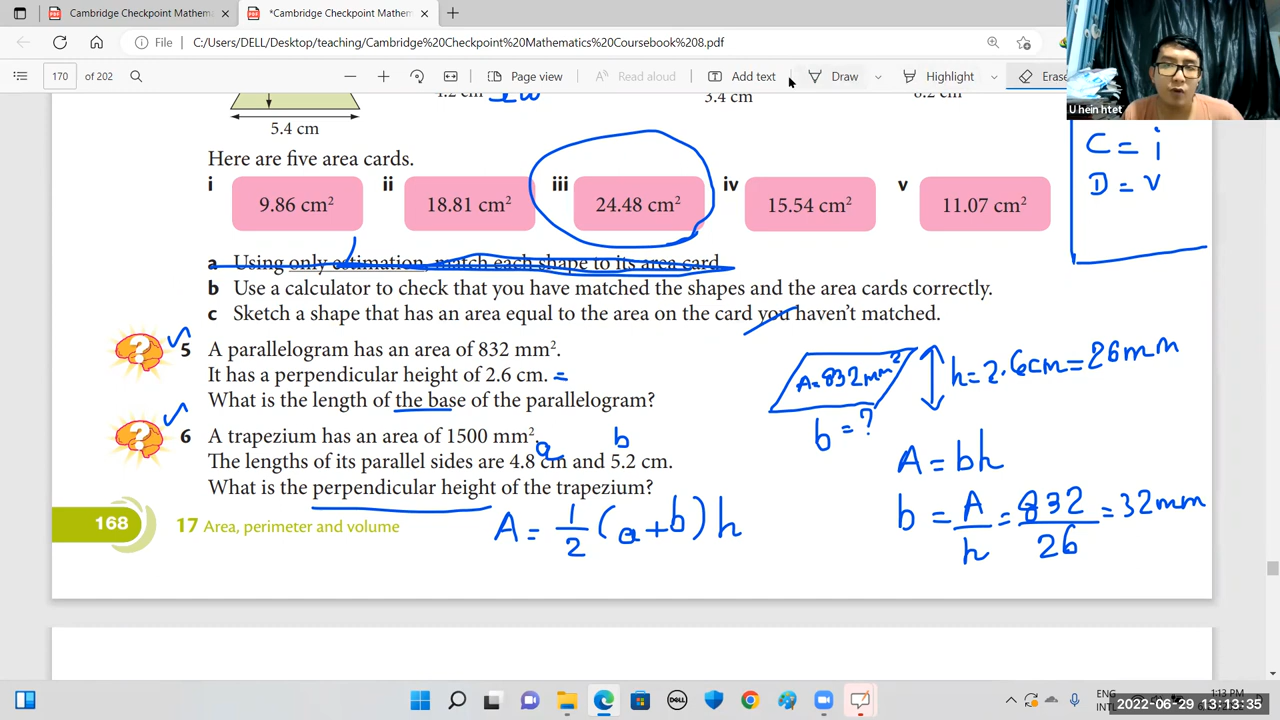 Cambridge Checkpoint Mathema
*Cambridge Checkpoint Mathem
File C:/Users/DELL/Desktop/teaching/Cambridge%20Checkpoint%20Mathematics%20Coursebook%208.pdf
170 of 202
Page view
Read aloud
Add text
Draw
Highlight
Erase
U hein htet
3.4 cm
5.4 cm
C = i
D = v
Here are five area cards.
i 9.86 cm²
ii 18.81 cm²
iii 24.48 cm²
iv 15.54 cm²
v 11.07 cm²
a Using only estimation, match each shape to its area card.
b Use a calculator to check that you have matched the shapes and the area cards correctly.
c Sketch a shape that has an area equal to the area on the card you haven't matched.
5 A parallelogram has an area of 832 mm².
It has a perpendicular height of 2.6 cm. =
What is the length of the base of the parallelogram?
A=832mm²
h=2.6cm=26mm
b=?
6 A trapezium has an area of 1500 mm².
a b
The lengths of its parallel sides are 4.8 cm and 5.2 cm.
What is the perpendicular height of the trapezium?
A = bh
b = A/h = 832/26 = 32mm
A = 1/2 (a+b) h
168 17 Area, perimeter and volume
DELL
ENG
INTL
1:13 PM
2022-06-29 13:13:35